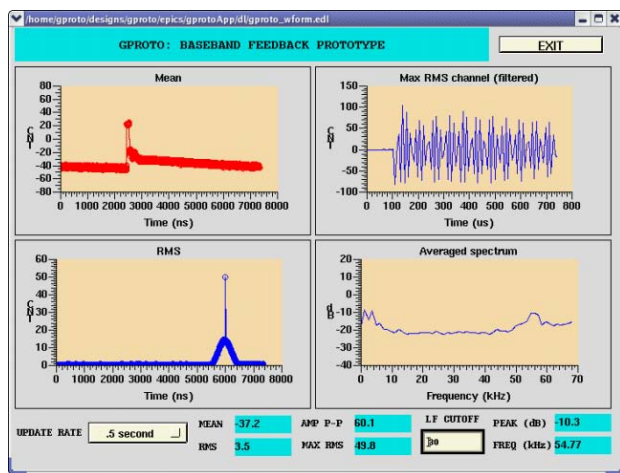 /home/gproto/designs/gproto/epics/gprotoApp/dl/gproto_wform.edl
GPROTO: BASEBAND FEEDBACK PROTOTYPE
EXIT
Mean
CNT
80
60
40
20
0
-20
-40
-60
-80
0 1000 2000 3000 4000 5000 6000 7000 8000
Time (ns)
Max RMS channel (filtered)
CNT
150
100
50
0
-50
-100
0 100 200 300 400 500 600 700 800
Time (us)
RMS
CNT
60
50
40
30
20
10
0
0 1000 2000 3000 4000 5000 6000 7000 8000
Time (ns)
Averaged spectrum
dB
20
10
0
-10
-20
-30
-40
0 10 20 30 40 50 60 70
Frequency (kHz)
UPDATE RATE .5 second
MEAN -37.2
RMS 3.5
AMP P-P 60.1
MAX RMS 49.8
LF CUTOFF
PEAK (dB) -10.3
FREQ (kHz) 54.77